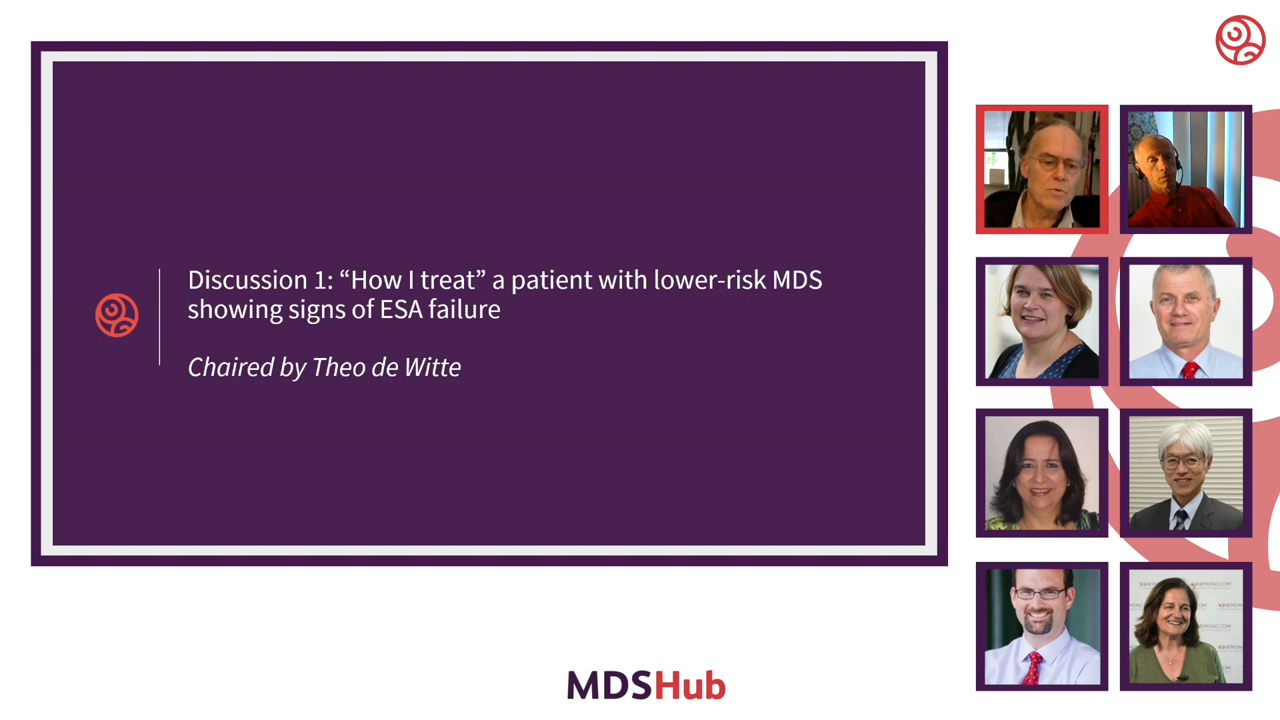 Discussion 1: “How I treat” a patient with lower-risk MDS
showing signs of ESA failure
Chaired by Theo de Witte
MDSHub